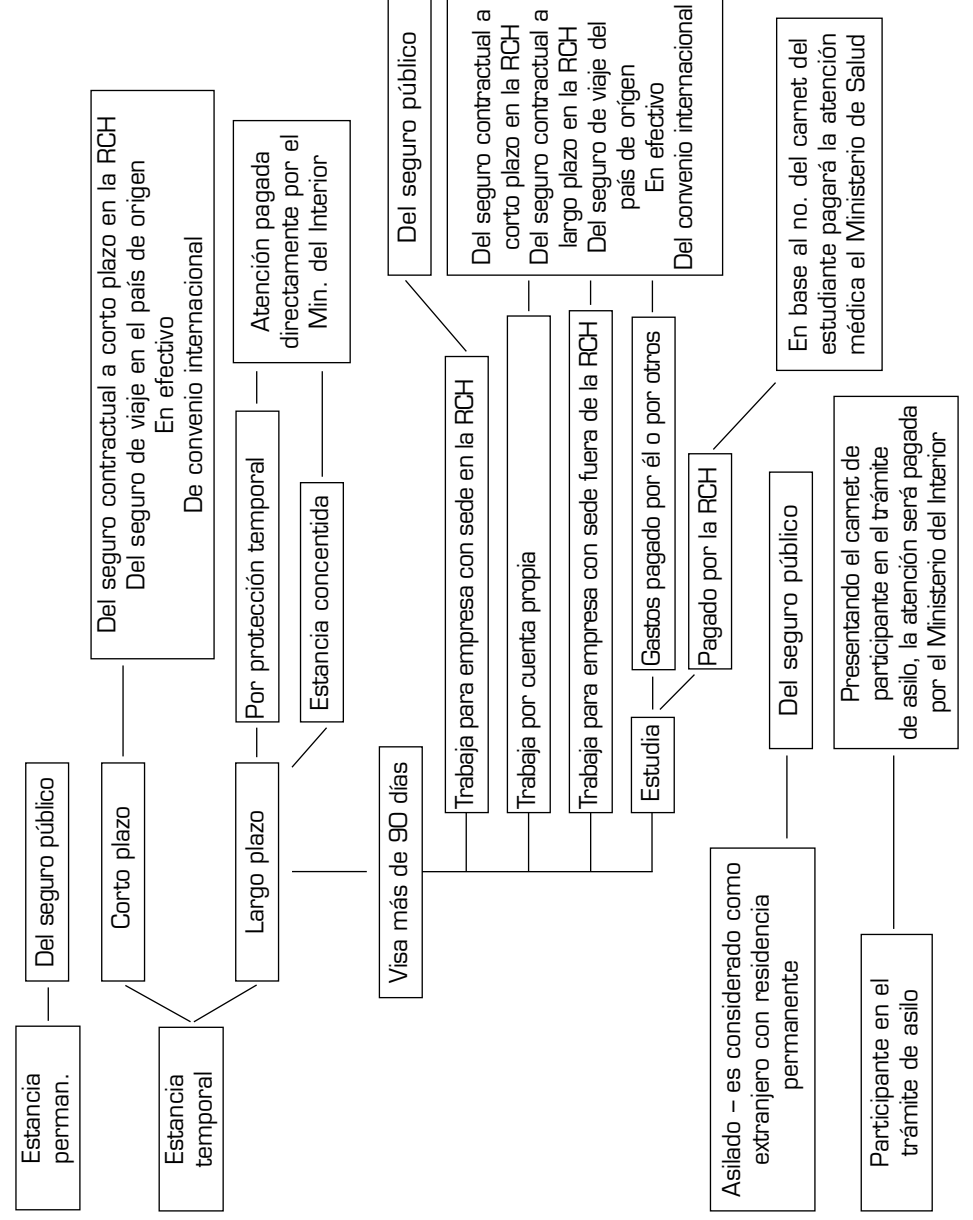 Estancia
perman.
Del seguro público
Estancia
temporal
Corto plazo
Del seguro contractual a corto plazo en la RCH
Del seguro de viaje en el país de origen
En efectivo
De convenio internacional
Largo plazo
Por protección temporal
Estancia concentida
Atención pagada
directamente por el
Min. del Interior
Visa más de 90 días
Trabaja para empresa con sede en la RCH
Del seguro público
Trabaja por cuenta propia
Trabaja para empresa con sede fuera de la RCH
Estudia
Gastos pagado por él o por otros
Del seguro contractual a
corto plazo en la RCH
Del seguro contractual a
largo plazo en la RCH
Del seguro de viaje del
país de orígen
En efectivo
Del convenio internacional
Pagado por la RCH
En base al no. del carnet del
estudiante pagará la atención
médica el Ministerio de Salud
Asilado – es considerado como
extranjero con residencia
permanente
Del seguro público
Participante en el
trámite de asilo
Presentando el carnet de
participante en el trámite
de asilo, la atención será pagada
por el Ministerio del Interior